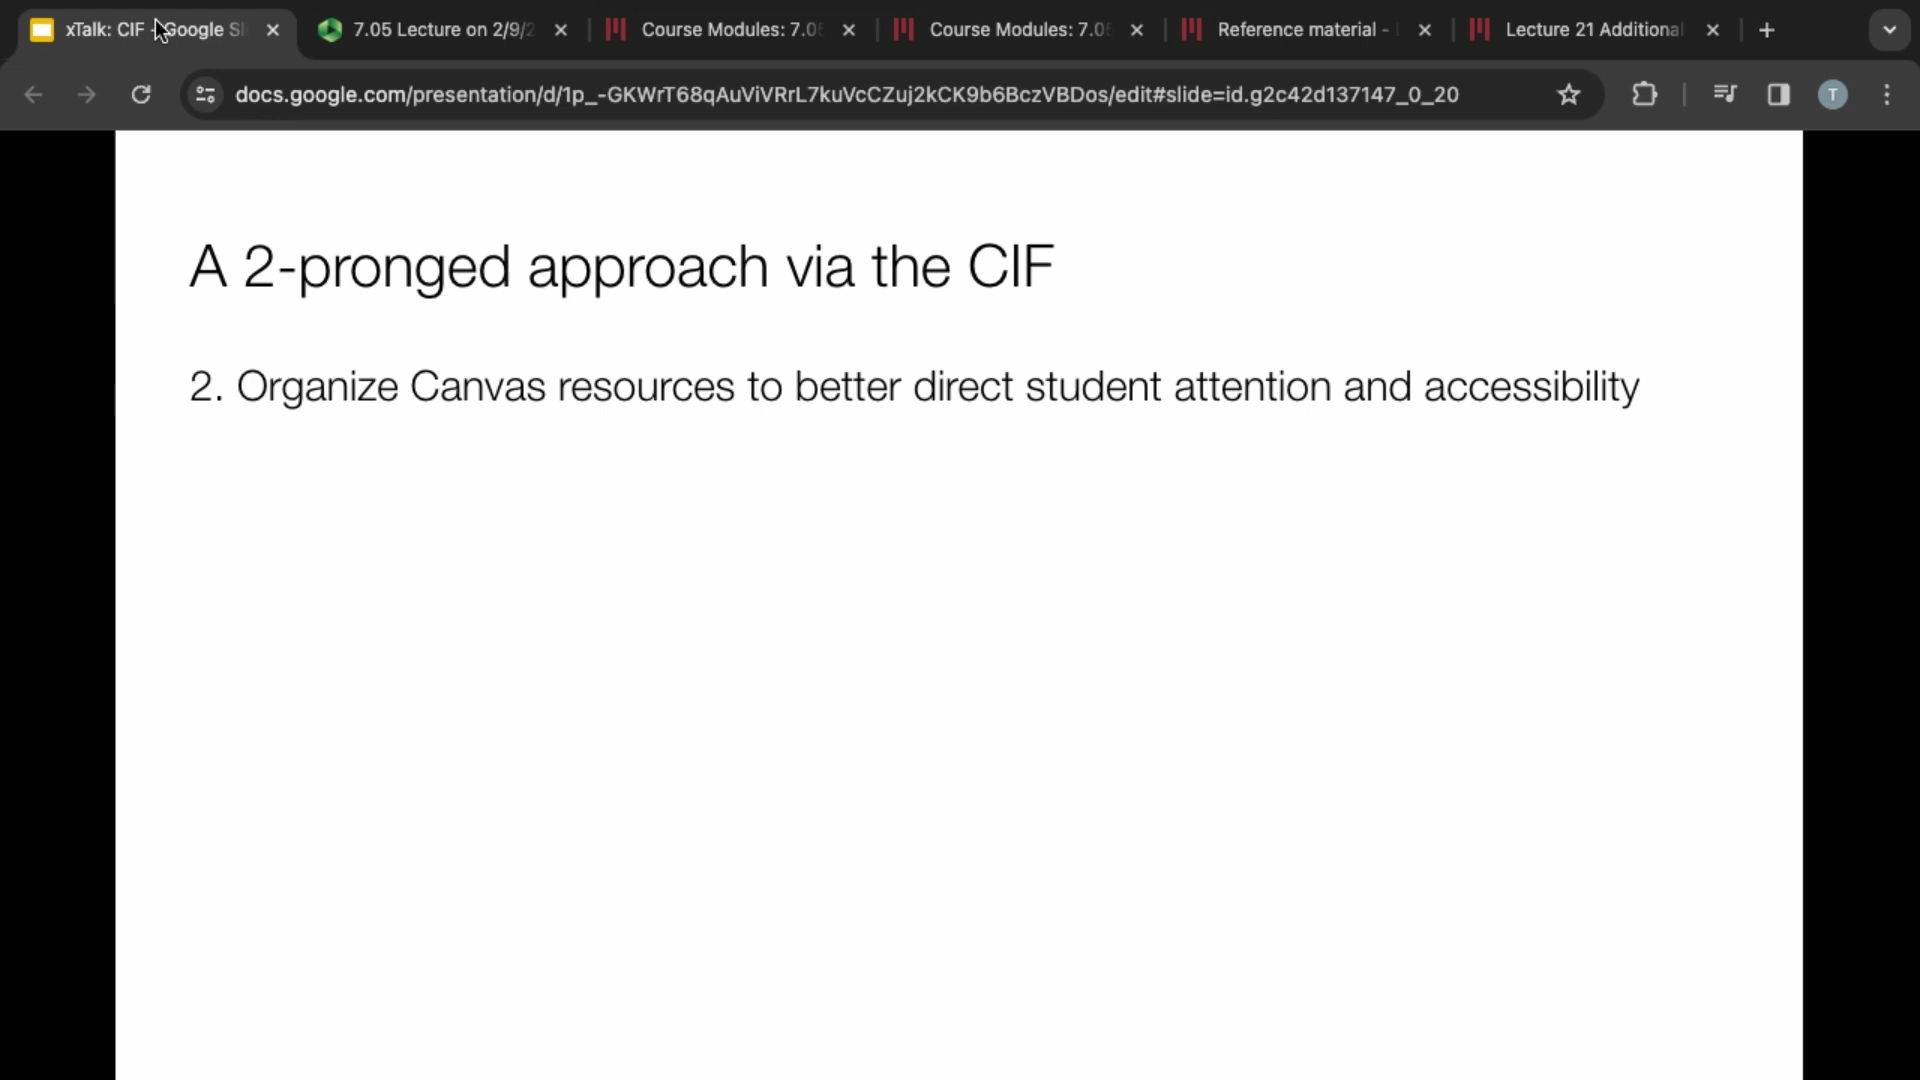 xTalk: CIF - Google Sl
7.05 Lecture on 2/9/2
Course Modules: 7.05
Course Modules: 7.05
Reference material -
Lecture 21 Additional
docs.google.com/presentation/d/1p_-GKWrT68qAuViVRrL7kuVcCZuj2kCK9b6BczVBDos/edit#slide=id.g2c42d137147_0_20
T
A 2-pronged approach via the CIF
2. Organize Canvas resources to better direct student attention and accessibility